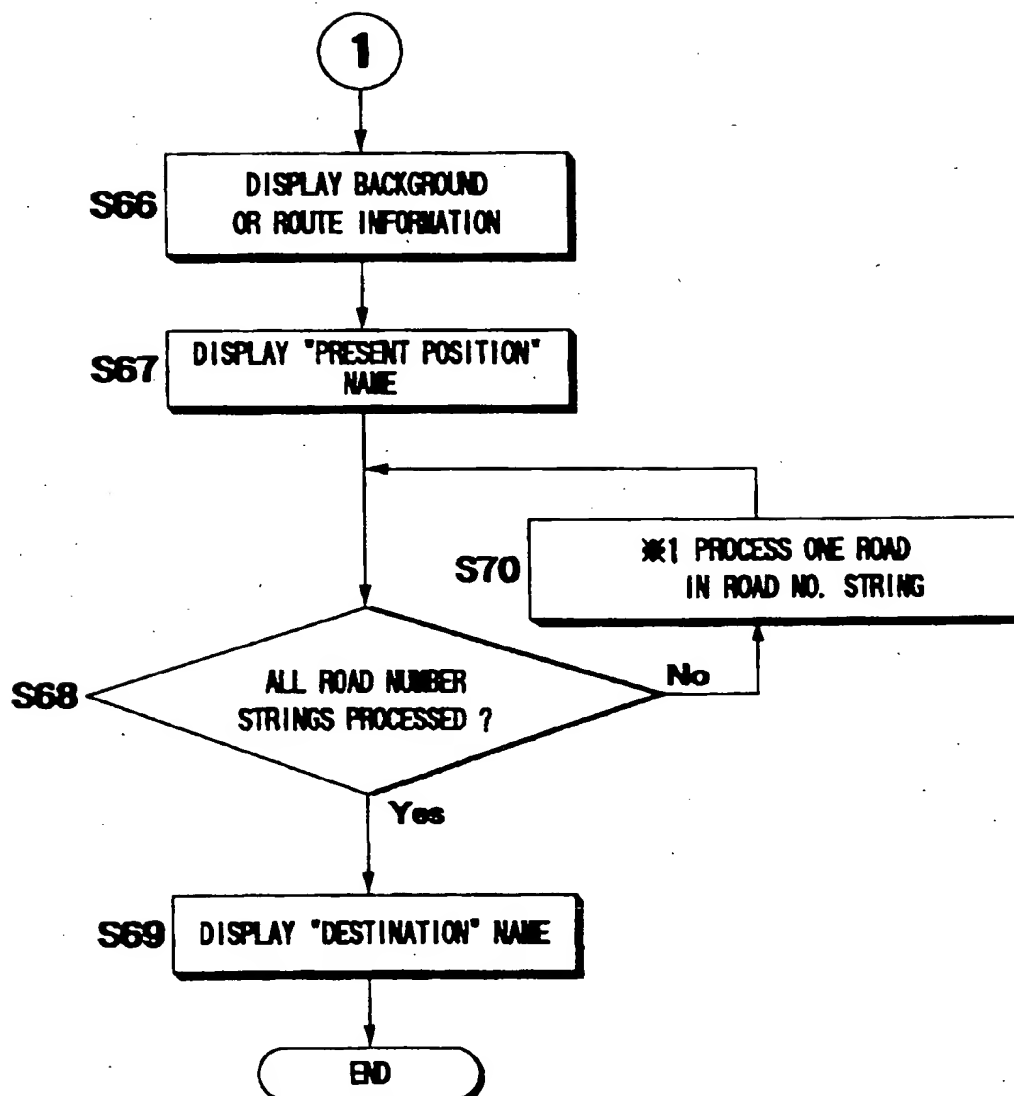 1
S66
DISPLAY BACKGROUND
OR ROUTE INFORMATION
S67
DISPLAY "PRESENT POSITION"
NAME
S70
※1 PROCESS ONE ROAD
IN ROAD NO. STRING
S68
ALL ROAD NUMBER
STRINGS PROCESSED ?
No
Yes
S69
DISPLAY "DESTINATION" NAME
END